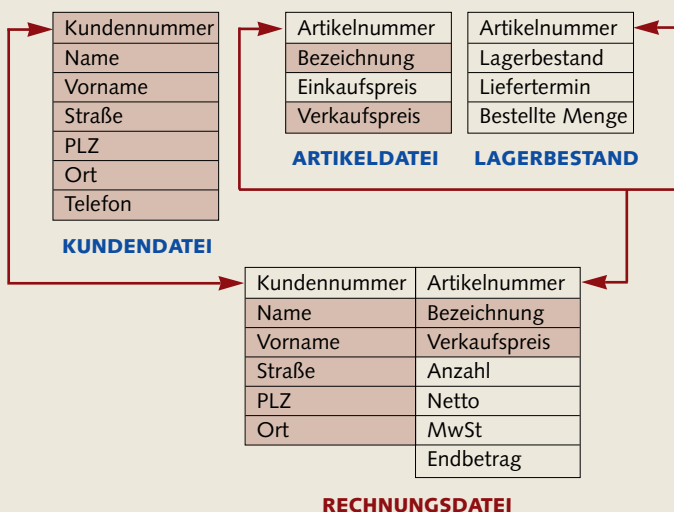 Kundennummer
Name
Vorname
Straße
PLZ
Ort
Telefon
KUNDENDATEI
Artikelnummer
Bezeichnung
Einkaufspreis
Verkaufspreis
ARTIKELDATEI
Artikelnummer
Lagerbestand
Liefertermin
Bestellte Menge
LAGERBESTAND
Kundennummer
Name
Vorname
Straße
PLZ
Ort
Artikelnummer
Bezeichnung
Verkaufspreis
Anzahl
Netto
MwSt
Endbetrag
RECHNUNGSDATEI